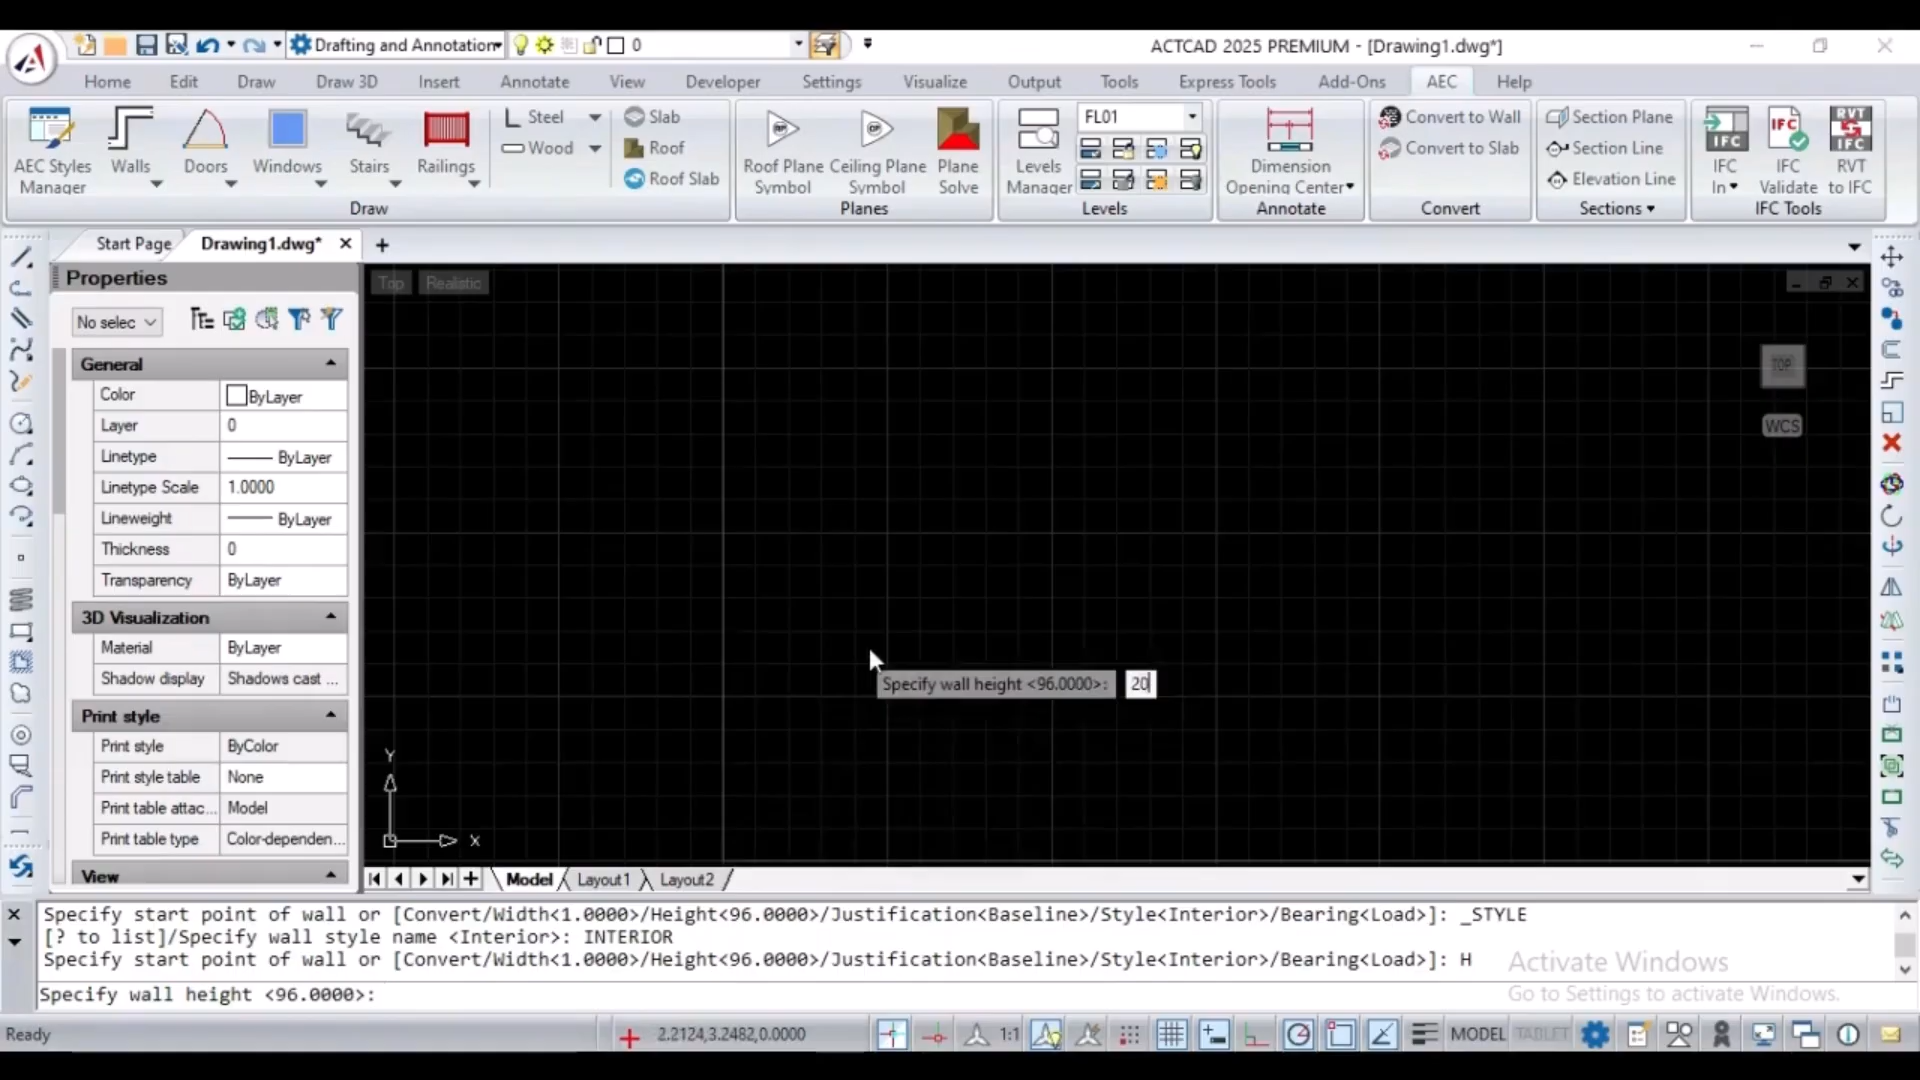 Drafting and Annotation
0
ACTCAD 2025 PREMIUM - [Drawing1.dwg*]
Home
Edit
Draw
Draw 3D
Insert
Annotate
View
Developer
Settings
Visualize
Output
Tools
Express Tools
Add-Ons
AEC
Help
AEC Styles
Manager
Walls
Doors
Windows
Stairs
Railings
Steel
Wood
Slab
Roof
Roof Slab
Draw
RP
Roof Plane
Symbol
CP
Ceiling Plane
Symbol
Plane
Solve
Planes
Levels
Manager
FL01
Levels
Dimension
Opening Center
Annotate
Convert to Wall
Convert to Slab
Convert
Section Plane
Section Line
Elevation Line
Sections
IFC
IFC
In
IFC
IFC
Validate
RVT
IFC
RVT
to IFC
IFC Tools
Start Page
Drawing1.dwg*
Properties
No selec
General
Color ByLayer
Layer 0
Linetype ByLayer
Linetype Scale 1.0000
Lineweight ByLayer
Thickness 0
Transparency ByLayer
3D Visualization
Material ByLayer
Shadow display Shadows cast ...
Print style
Print style ByColor
Print style table None
Print table attac... Model
Print table type Color-dependen...
View
Top
Realistic
TOP
WCS
Specify wall height <96.0000>: 20
Y
X
Model
Layout1
Layout2
Specify start point of wall or [Convert/Width<1.0000>/Height<96.0000>/Justification<Baseline>/Style<Interior>/Bearing<Load>]: _STYLE
[? to list]/Specify wall style name <Interior>: INTERIOR
Specify start point of wall or [Convert/Width<1.0000>/Height<96.0000>/Justification<Baseline>/Style<Interior>/Bearing<Load>]: H
Specify wall height <96.0000>:
Activate Windows
Go to Settings to activate Windows.
Ready
2.2124,3.2482,0.0000
1:1
MODEL
TABLET